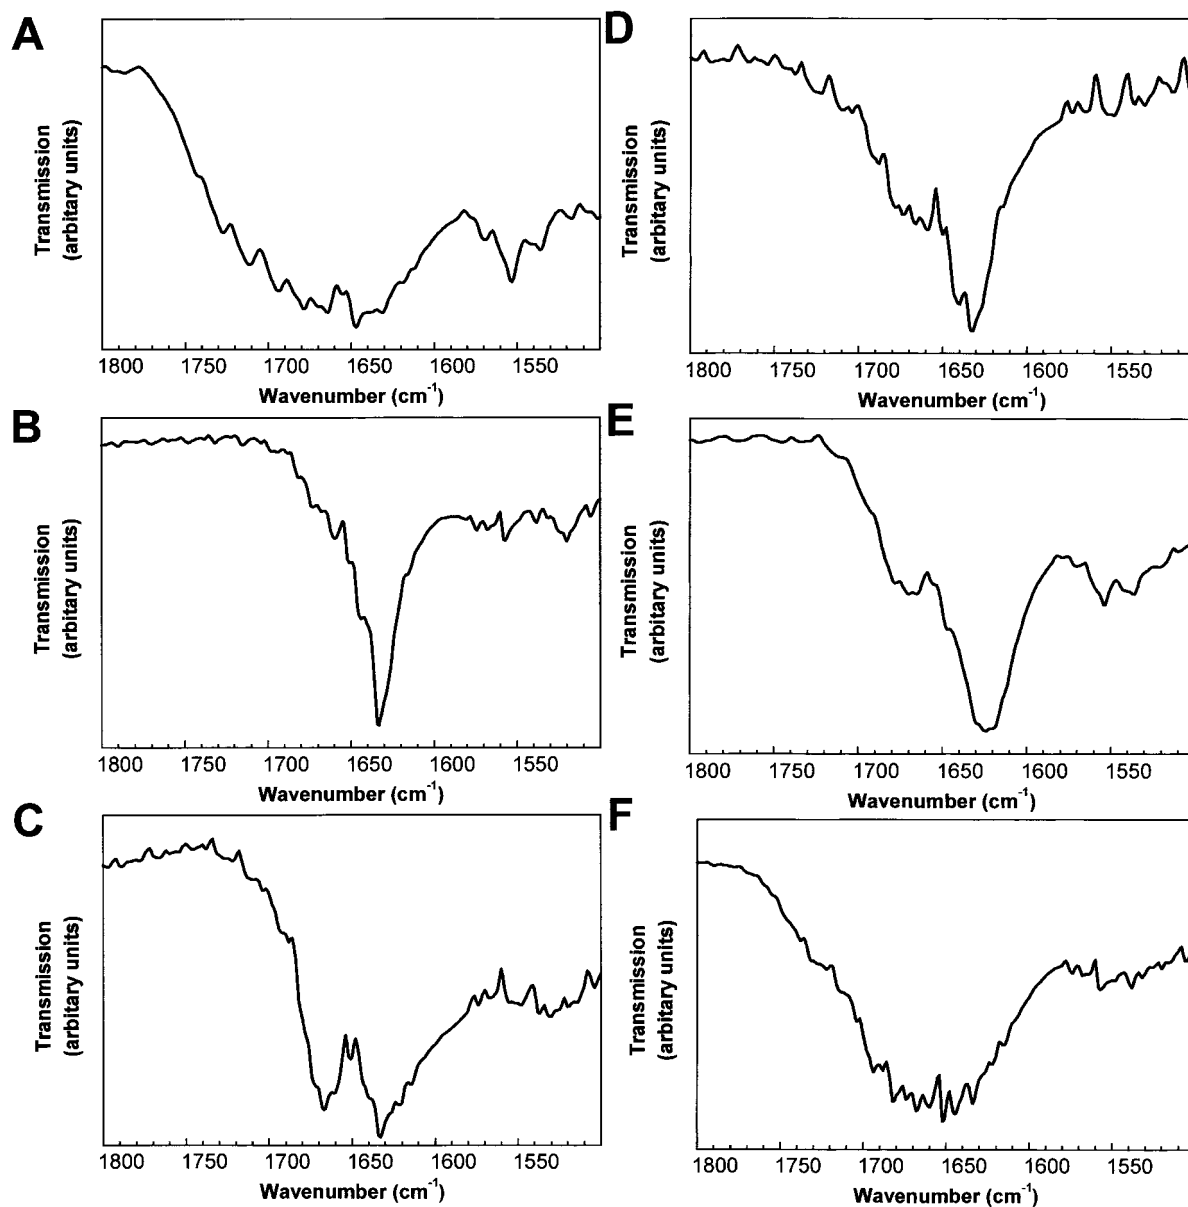 A
Transmission
(arbitary units)
1800 1750 1700 1650 1600 1550
Wavenumber (cm-1)
D
Transmission
(arbitary units)
1800 1750 1700 1650 1600 1550
Wavenumber (cm-1)
B
Transmission
(arbitary units)
1800 1750 1700 1650 1600 1550
Wavenumber (cm-1)
E
Transmission
(arbitary units)
1800 1750 1700 1650 1600 1550
Wavenumber (cm-1)
C
Transmission
(arbitary units)
1800 1750 1700 1650 1600 1550
Wavenumber (cm-1)
F
Transmission
(arbitary units)
1800 1750 1700 1650 1600 1550
Wavenumber (cm-1)